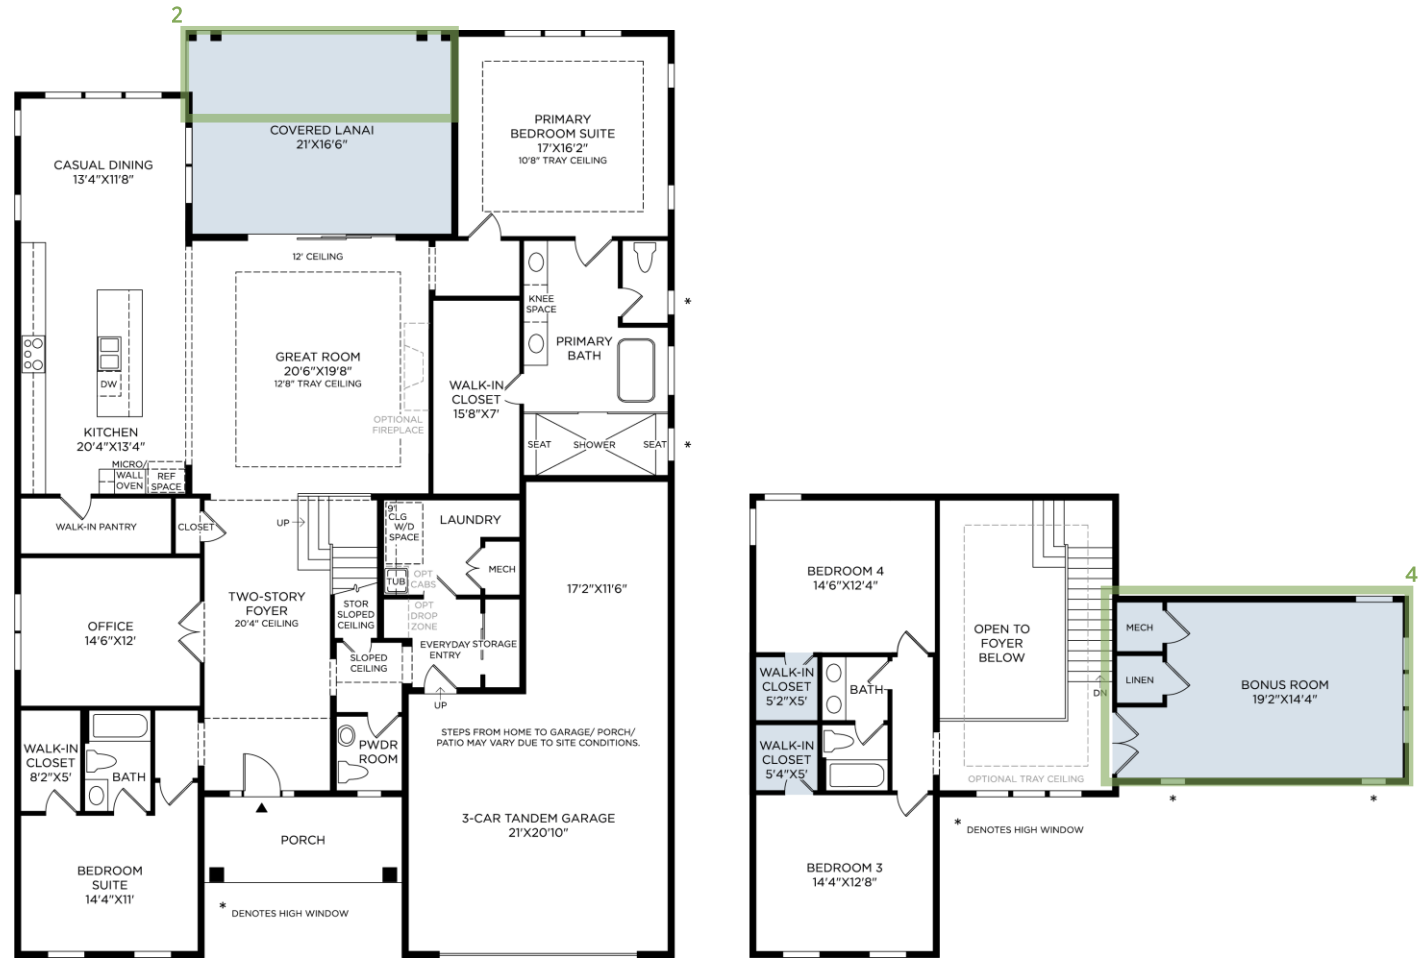 2
COVERED LANAI
21'X16'6"
PRIMARY
BEDROOM SUITE
17'X16'2"
10'8" TRAY CEILING
CASUAL DINING
13'4"X11'8"
12' CEILING
KNEE
SPACE
*
PRIMARY
BATH
GREAT ROOM
20'6"X19'8"
12'8" TRAY CEILING
DW
WALK-IN
CLOSET
15'8"X7'
OPTIONAL
FIREPLACE
KITCHEN
20'4"X13'4"
SEAT
SHOWER
SEAT
*
MICRO/
WALL
OVEN
REF
SPACE
WALK-IN PANTRY
CLOSET
UP
9'1
CLG
W/D
SPACE
LAUNDRY
TUB
OPT
CABS
MECH
17'2"X11'6"
TWO-STORY
FOYER
20'4" CEILING
STOR
SLOPED
CEILING
OPT
DROP
ZONE
OFFICE
14'6"X12'
EVERYDAY
ENTRY
STORAGE
SLOPED
CEILING
UP
STEPS FROM HOME TO GARAGE/ PORCH/
PATIO MAY VARY DUE TO SITE CONDITIONS.
WALK-IN
CLOSET
8'2"X5'
BATH
PWDR
ROOM
3-CAR TANDEM GARAGE
21'X20'10"
PORCH
BEDROOM
SUITE
14'4"X11'
* DENOTES HIGH WINDOW
BEDROOM 4
14'6"X12'4"
4
OPEN TO
FOYER
BELOW
MECH
LINEN
DN
WALK-IN
CLOSET
5'2"X5'
BATH
BONUS ROOM
19'2"X14'4"
WALK-IN
CLOSET
5'4"X5'
OPTIONAL TRAY CEILING
*
*
* DENOTES HIGH WINDOW
BEDROOM 3
14'4"X12'8"